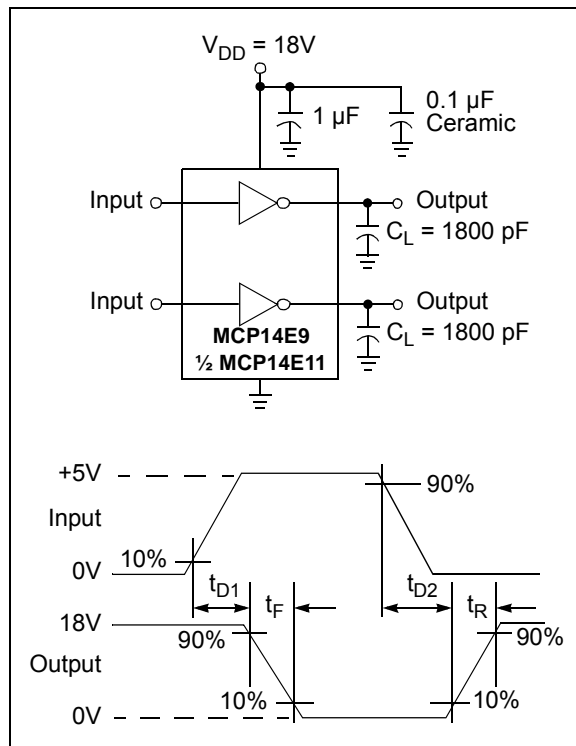 V_DD = 18V
1 µF
0.1 µF
Ceramic
Input
Output
C_L = 1800 pF
Input
Output
C_L = 1800 pF
MCP14E9
½ MCP14E11
+5V
90%
Input
10%
0V
t_D1
t_F
t_D2
t_R
18V
90%
90%
Output
10%
10%
0V